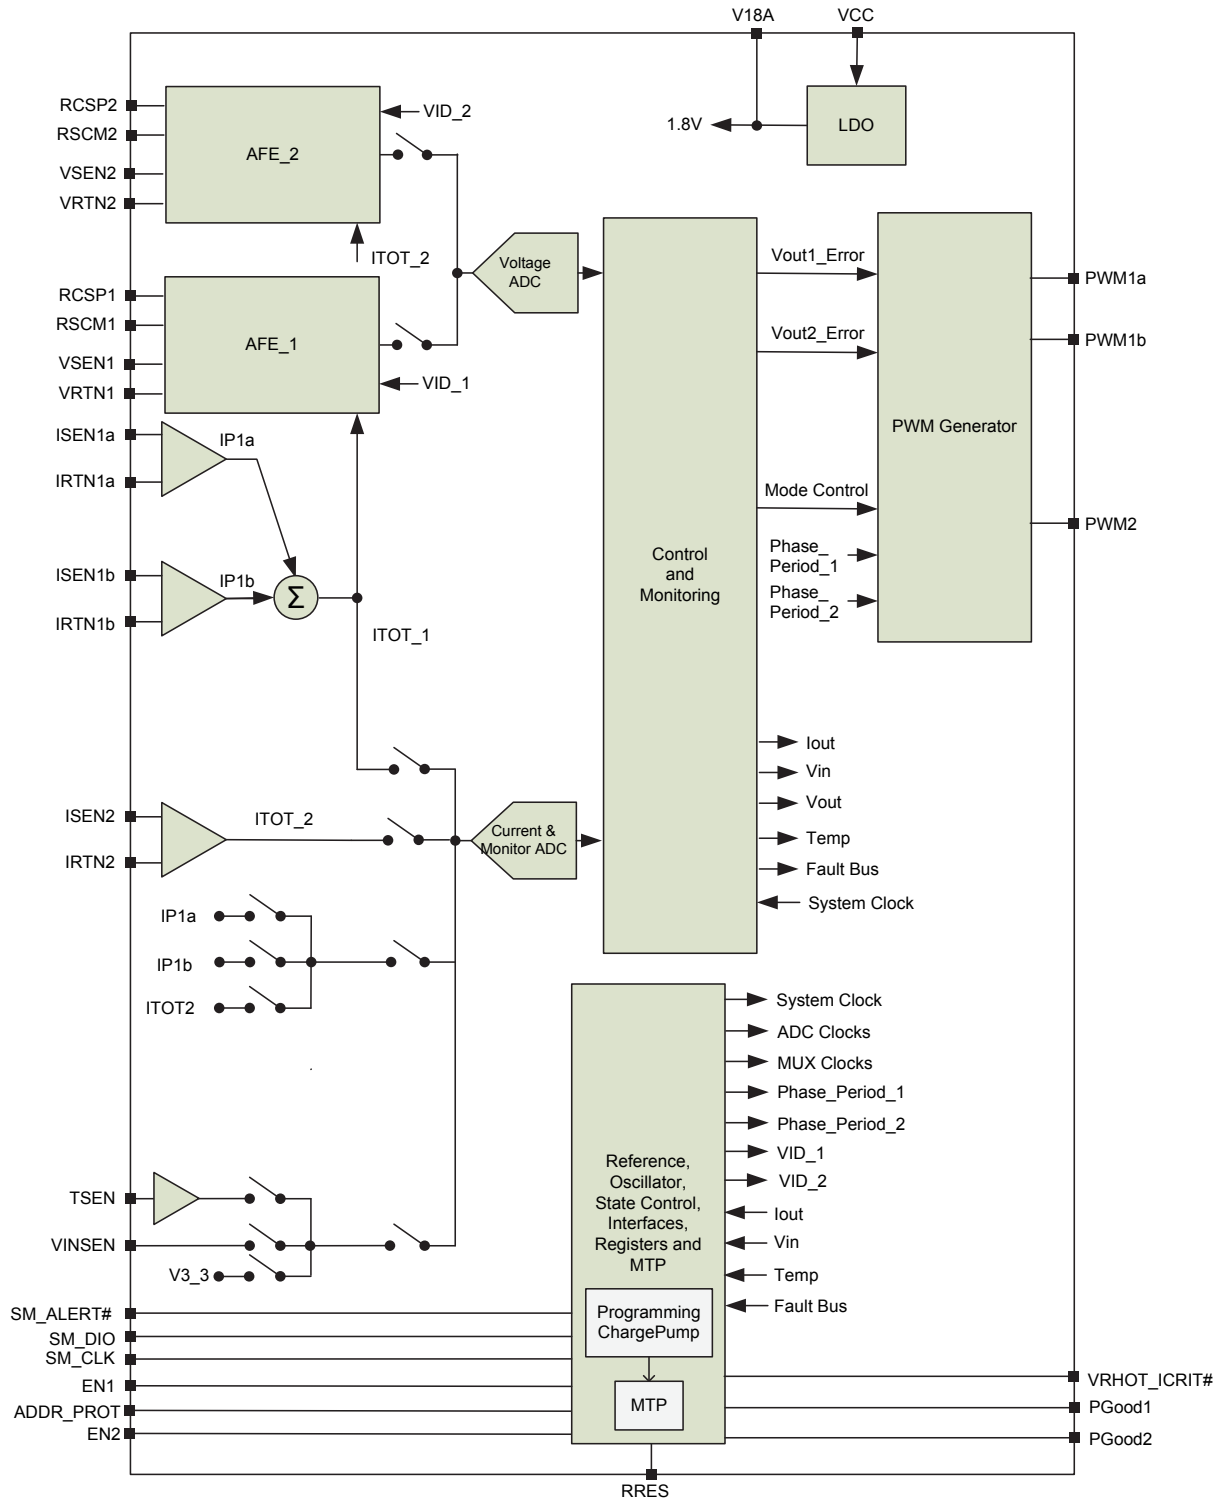 V18A
VCC
RCSP2
RSCM2
VSEN2
VRTN2
AFE_2
VID_2
1.8V
LDO
ITOT_2
Voltage
ADC
RCSP1
RSCM1
VSEN1
VRTN1
AFE_1
VID_1
ISEN1a
IRTN1a
IP1a
ISEN1b
IRTN1b
IP1b
Σ
ITOT_1
Control
and
Monitoring
Vout1_Error
Vout2_Error
Mode Control
Phase_
Period_1
Phase_
Period_2
PWM Generator
PWM1a
PWM1b
PWM2
Iout
Vin
Vout
Temp
Fault Bus
System Clock
ISEN2
IRTN2
ITOT_2
Current &
Monitor ADC
IP1a
IP1b
ITOT2
System Clock
ADC Clocks
MUX Clocks
Phase_Period_1
Phase_Period_2
VID_1
VID_2
Iout
Vin
Temp
Fault Bus
Reference,
Oscillator,
State Control,
Interfaces,
Registers and
MTP
Programming
ChargePump
MTP
TSEN
VINSEN
V3_3
SM_ALERT#
SM_DIO
SM_CLK
EN1
ADDR_PROT
EN2
VRHOT_ICRIT#
PGood1
PGood2
RRES